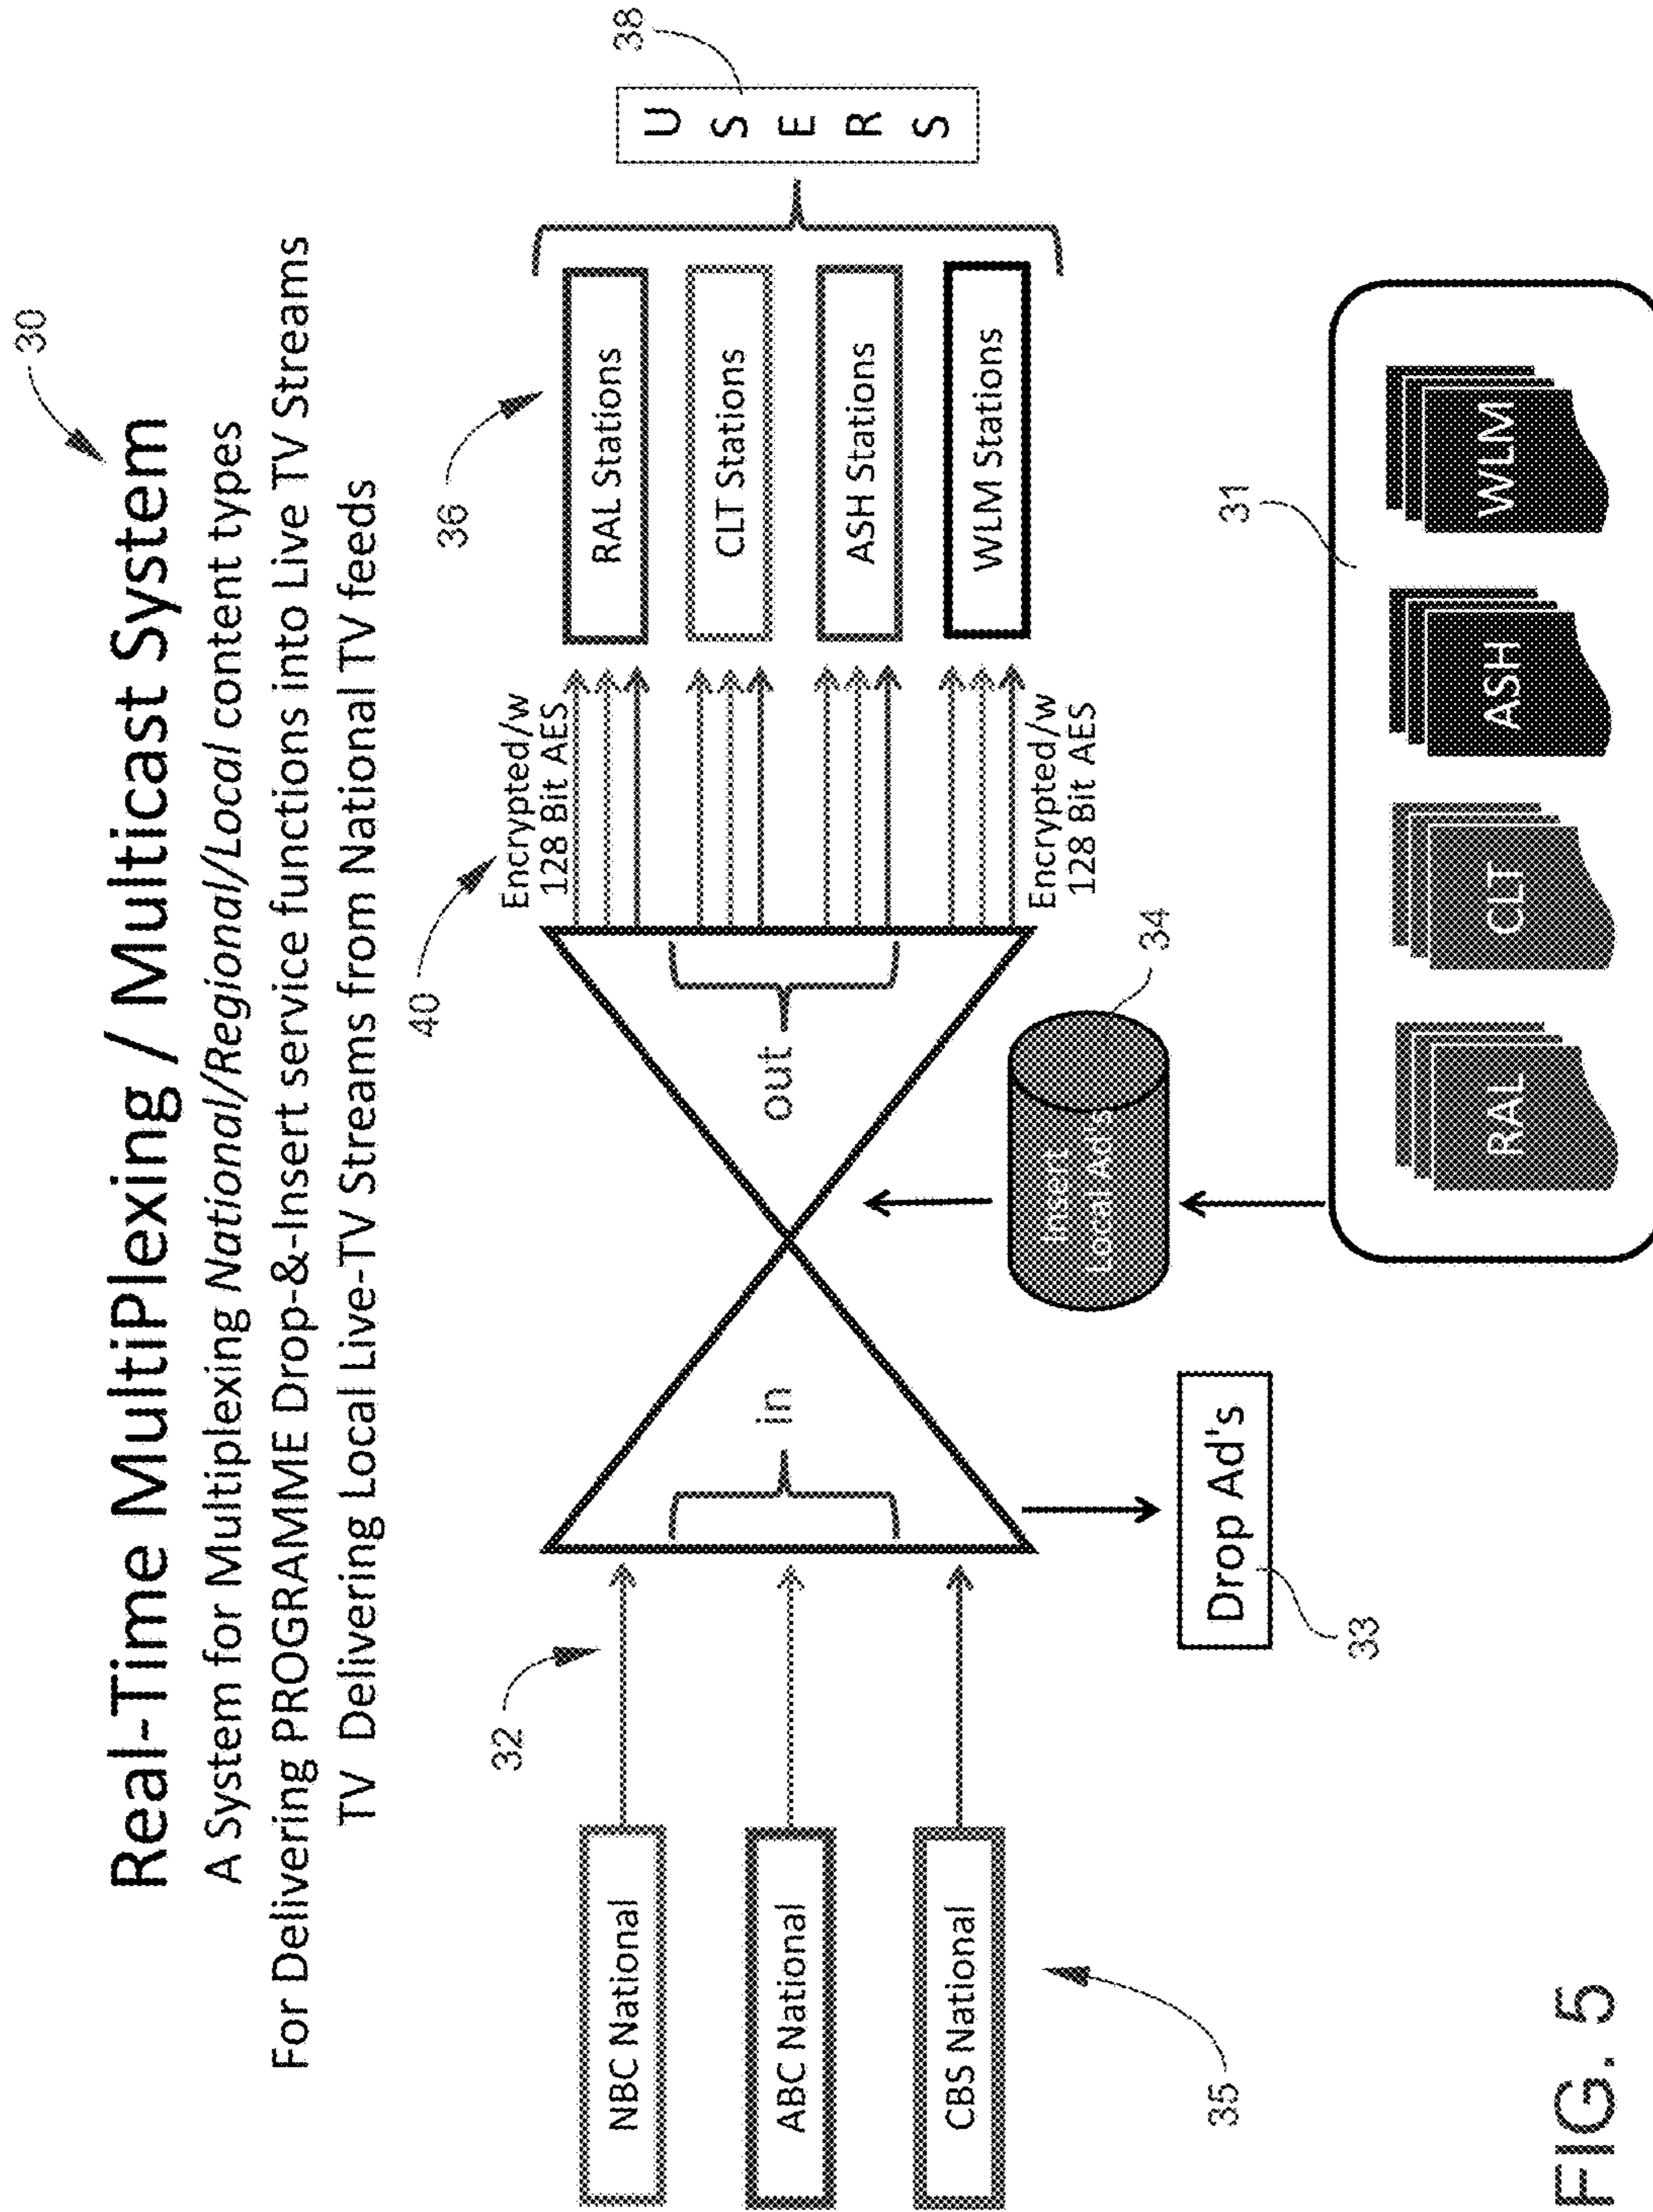 30
Real-Time MultiPlexing / Multicast System
A System for Multiplexing National/Regional/Local content types
For Delivering PROGRAMME Drop-&-Insert service functions into Live TV Streams
TV Delivering Local Live-TV Streams from National TV feeds
NBC National
ABC National
CBS National
35
32
in
out
Drop Ad's
33
Insert
Local Ad's
34
40
Encrypted/w
128 Bit AES
Encrypted/w
128 Bit AES
36
RAL Stations
CLT Stations
ASH Stations
WLM Stations
U
S
E
R
S
38
31
RAL
CLT
ASH
WLM
FIG. 5